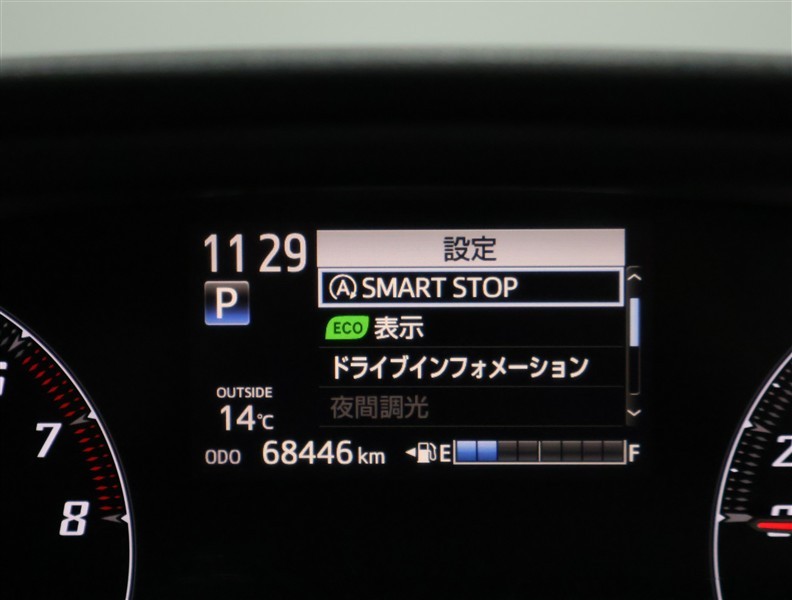 11 29
設定
P
SMART STOP
ECO 表示
ドライブインフォメーション
夜間調光
OUTSIDE
14℃
ODO 68446 km
E F
7
8
2